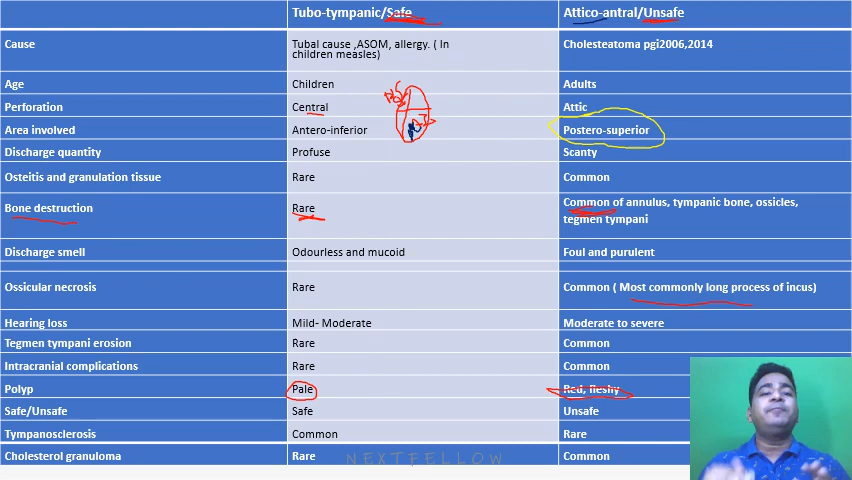 Tubo-tympanic/Safe Attico-antral/Unsafe
Cause Tubal cause ,ASOM, allergy. ( In Cholesteatoma pgi2006,2014
children measles)
Age Children Adults
Perforation Central Attic
Area involved Antero-inferior Postero-superior
Discharge quantity Profuse Scanty
Osteitis and granulation tissue Rare Common
Bone destruction Rare Common of annulus, tympanic bone, ossicles,
tegmen tympani
Discharge smell Odourless and mucoid Foul and purulent
Ossicular necrosis Rare Common ( Most commonly long process of incus)
Hearing loss Mild- Moderate Moderate to severe
Tegmen tympani erosion Rare Common
Intracranial complications Rare Common
Polyp Pale Red, fleshy
Safe/Unsafe Safe Unsafe
Tympanosclerosis Common Rare
Cholesterol granuloma Rare Common
NEXTFELLOW